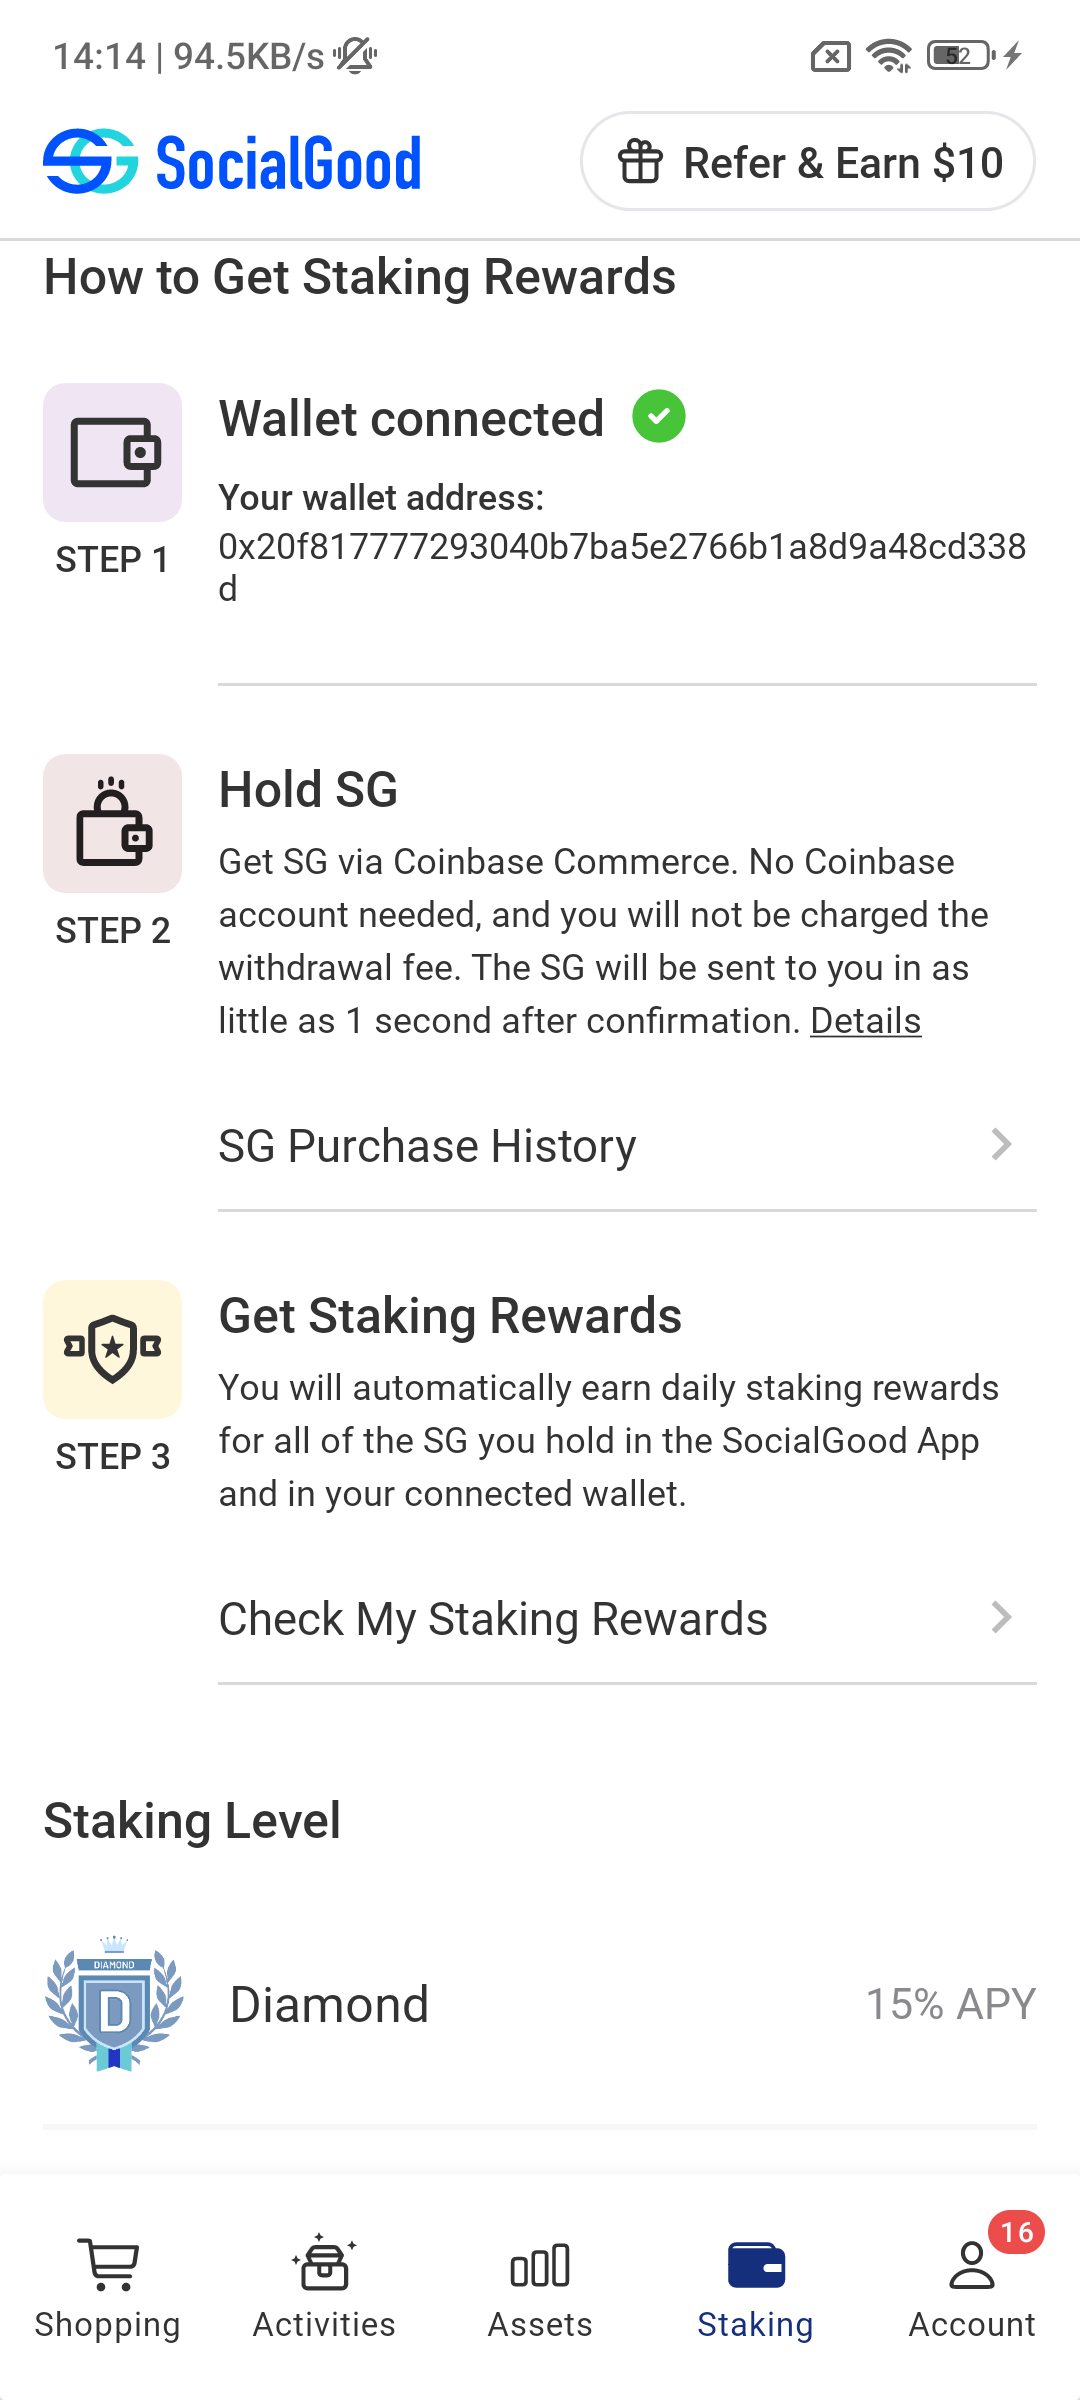 14:14 | 94.5KB/s
52
SocialGood
Refer & Earn $10
How to Get Staking Rewards
Wallet connected
Your wallet address:
0x20f817777293040b7ba5e2766b1a8d9a48cd338
d
STEP 1
Hold SG
Get SG via Coinbase Commerce. No Coinbase
account needed, and you will not be charged the
withdrawal fee. The SG will be sent to you in as
little as 1 second after confirmation. Details
STEP 2
SG Purchase History
Get Staking Rewards
You will automatically earn daily staking rewards
for all of the SG you hold in the SocialGood App
and in your connected wallet.
STEP 3
Check My Staking Rewards
Staking Level
DIAMOND
D
Diamond
15% APY
16
Shopping
Activities
Assets
Staking
Account